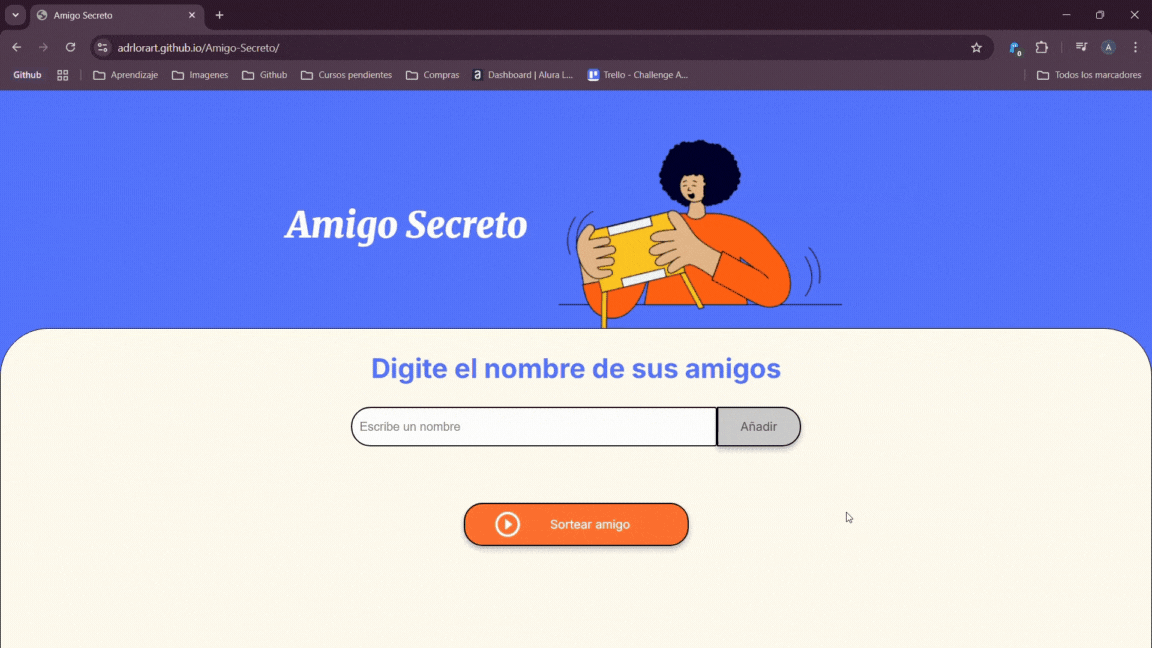 Amigo Secreto
adrlorart.github.io/Amigo-Secreto/
A
Github
Aprendizaje
Imagenes
Github
Cursos pendientes
Compras
a
Dashboard | Alura L...
Trello - Challenge A...
Todos los marcadores
Amigo Secreto
Digite el nombre de sus amigos
Escribe un nombre
Añadir
Sortear amigo